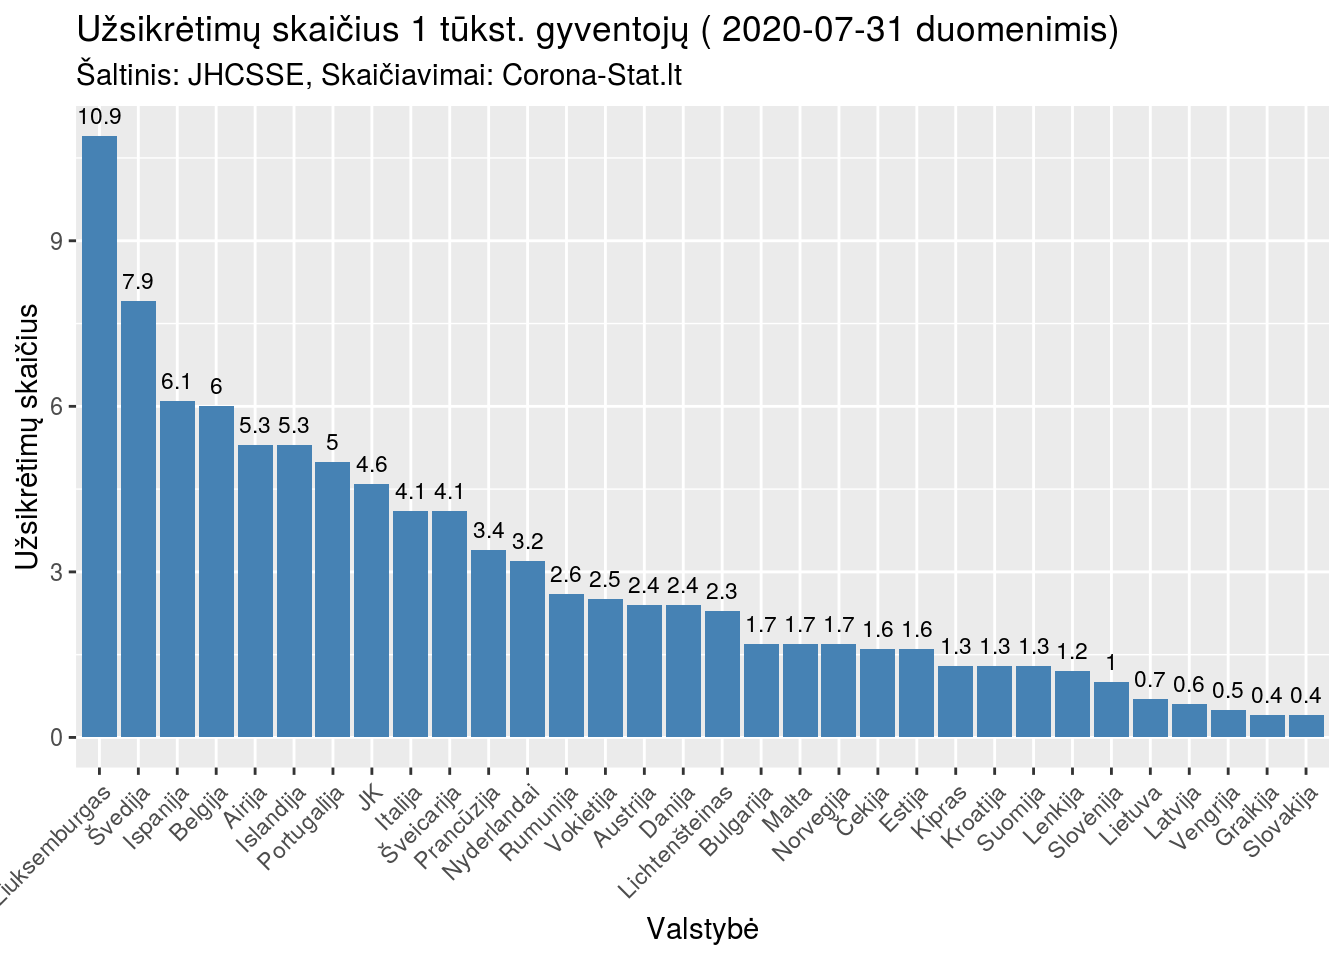 Užsikrėtimų skaičius 1 tūkst. gyventojų ( 2020-07-31 duomenimis)
Šaltinis: JHCSSE, Skaičiavimai: Corona-Stat.lt
Užsikrėtimų skaičius
9
6
3
0
10.9
7.9
6.1
6
5.3
5.3
5
4.6
4.1
4.1
3.4
3.2
2.6
2.5
2.4
2.4
2.3
1.7
1.7
1.7
1.6
1.6
1.3
1.3
1.3
1.2
1
0.7
0.6
0.5
0.4
0.4
Liuksemburgas
Švedija
Ispanija
Belgija
Airija
Islandija
Portugalija
JK
Italija
Šveicarija
Prancūzija
Nyderlandai
Rumunija
Vokietija
Austrija
Danija
Lichtenšteinas
Bulgarija
Malta
Norvegija
Čekija
Estija
Kipras
Kroatija
Suomija
Lenkija
Slovėnija
Lietuva
Latvija
Vengrija
Graikija
Slovakija
Valstybė